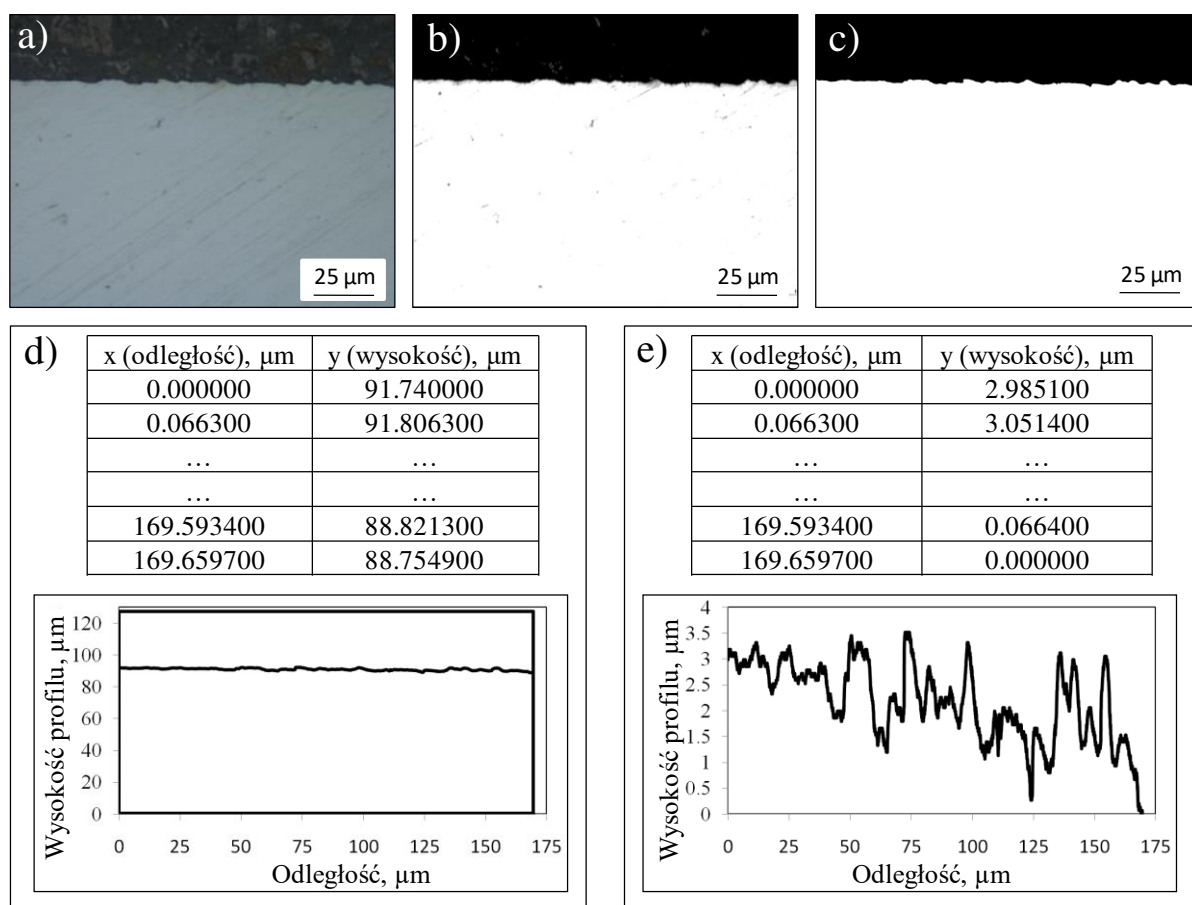 a)
b)
c)
25 µm
25 µm
25 µm
d)
x (odległość), µm y (wysokość), µm
0.000000 91.740000
0.066300 91.806300
… …
… …
169.593400 88.821300
169.659700 88.754900
Wysokość profilu, µm
120
100
80
60
40
20
0
0 25 50 75 100 125 150 175
Odległość, µm
e)
x (odległość), µm y (wysokość), µm
0.000000 2.985100
0.066300 3.051400
… …
… …
169.593400 0.066400
169.659700 0.000000
Wysokość profilu, µm
4
3.5
3
2.5
2
1.5
1
0.5
0
0 25 50 75 100 125 150 175
Odległość, µm